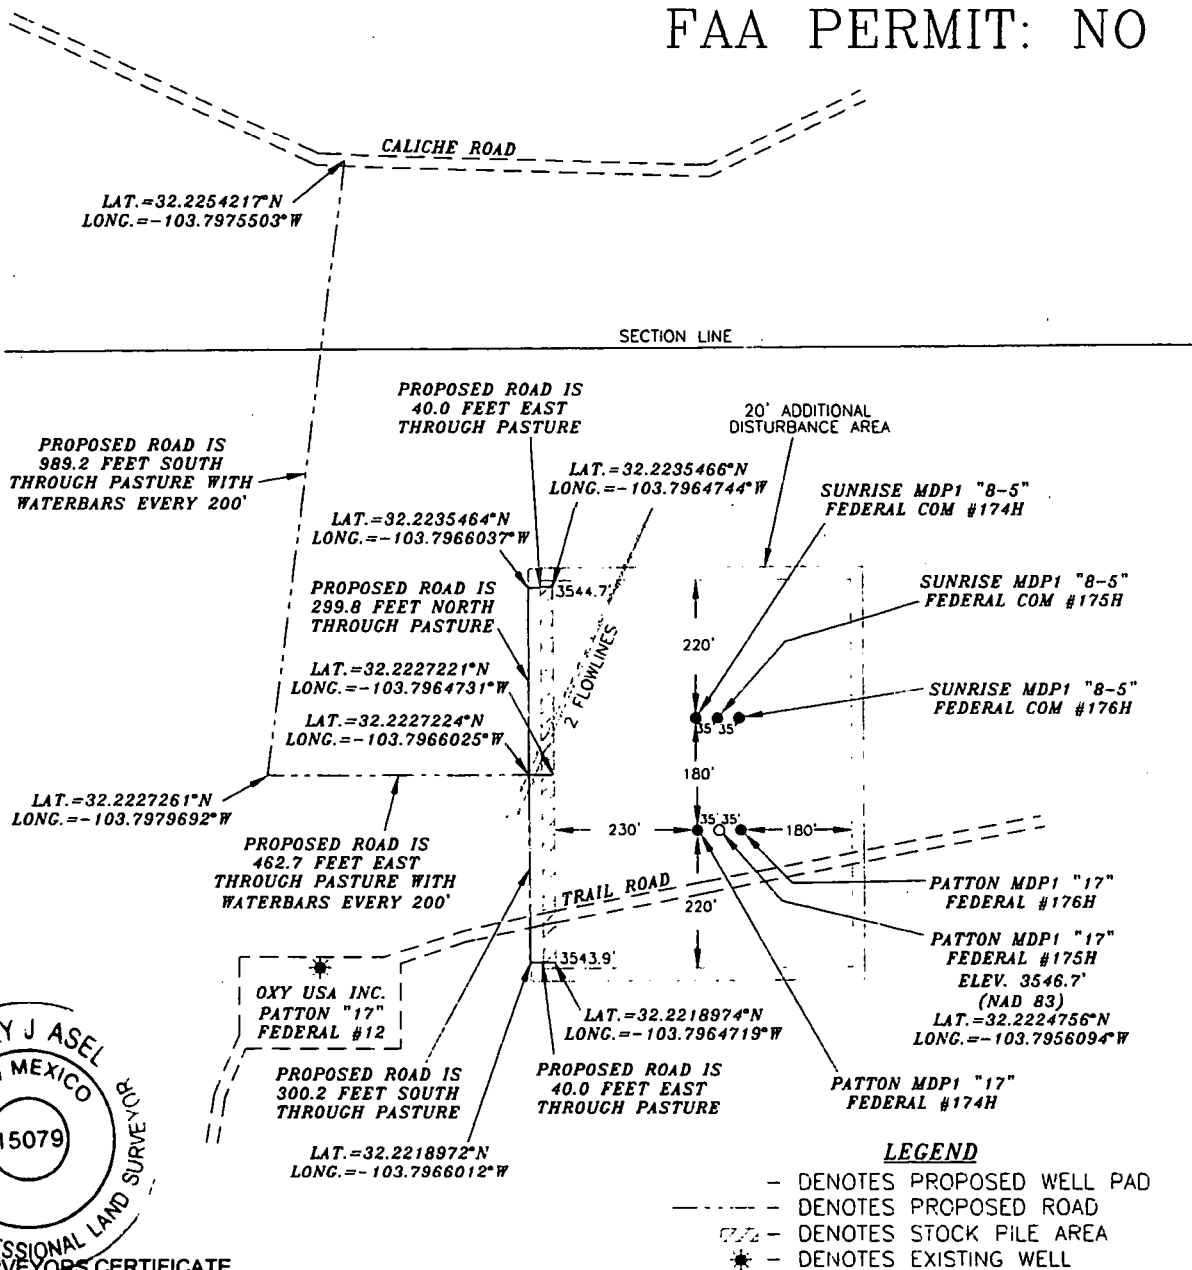 FAA PERMIT: NO
CALICHE ROAD
LAT.=32.2254217°N
LONG.=-103.7975503°W
SECTION LINE
PROPOSED ROAD IS
40.0 FEET EAST
THROUGH PASTURE
20' ADDITIONAL
DISTURBANCE AREA
PROPOSED ROAD IS
989.2 FEET SOUTH
THROUGH PASTURE WITH
WATERBARS EVERY 200'
LAT.=32.2235466°N
LONG.=-103.7964744°W
SUNRISE MDP1 "8-5"
FEDERAL COM #174H
LAT.=32.2235464°N
LONG.=-103.7966037°W
PROPOSED ROAD IS
299.8 FEET NORTH
THROUGH PASTURE
3544.7'
SUNRISE MDP1 "8-5"
FEDERAL COM #175H
220'
2 FLOWLINES
LAT.=32.2227221°N
LONG.=-103.7964731°W
SUNRISE MDP1 "8-5"
FEDERAL COM #176H
LAT.=32.2227224°N
LONG.=-103.7966025°W
35' 35'
180'
LAT.=32.2227261°N
LONG.=-103.7979692°W
230'
35' 35'
180'
PROPOSED ROAD IS
462.7 FEET EAST
THROUGH PASTURE WITH
WATERBARS EVERY 200'
TRAIL ROAD
220'
PATTON MDP1 "17"
FEDERAL #176H
PATTON MDP1 "17"
FEDERAL #175H
ELEV. 3546.7'
(NAD 83)
LAT.=32.2224756°N
LONG.=-103.7956094°W
3543.9'
OXY USA INC.
PATTON "17"
FEDERAL #12
LAT.=32.2218974°N
LONG.=-103.7964719°W
PROPOSED ROAD IS
300.2 FEET SOUTH
THROUGH PASTURE
PROPOSED ROAD IS
40.0 FEET EAST
THROUGH PASTURE
PATTON MDP1 "17"
FEDERAL #174H
LAT.=32.2218972°N
LONG.=-103.7966012°W
Y J ASEL
MEXICO
15079
SSIONAL LAND SURVEYOR
VEYORS CERTIFICATE
LEGEND
- DENOTES PROPOSED WELL PAD
- DENOTES PROPOSED ROAD
- DENOTES STOCK PILE AREA
- DENOTES EXISTING WELL